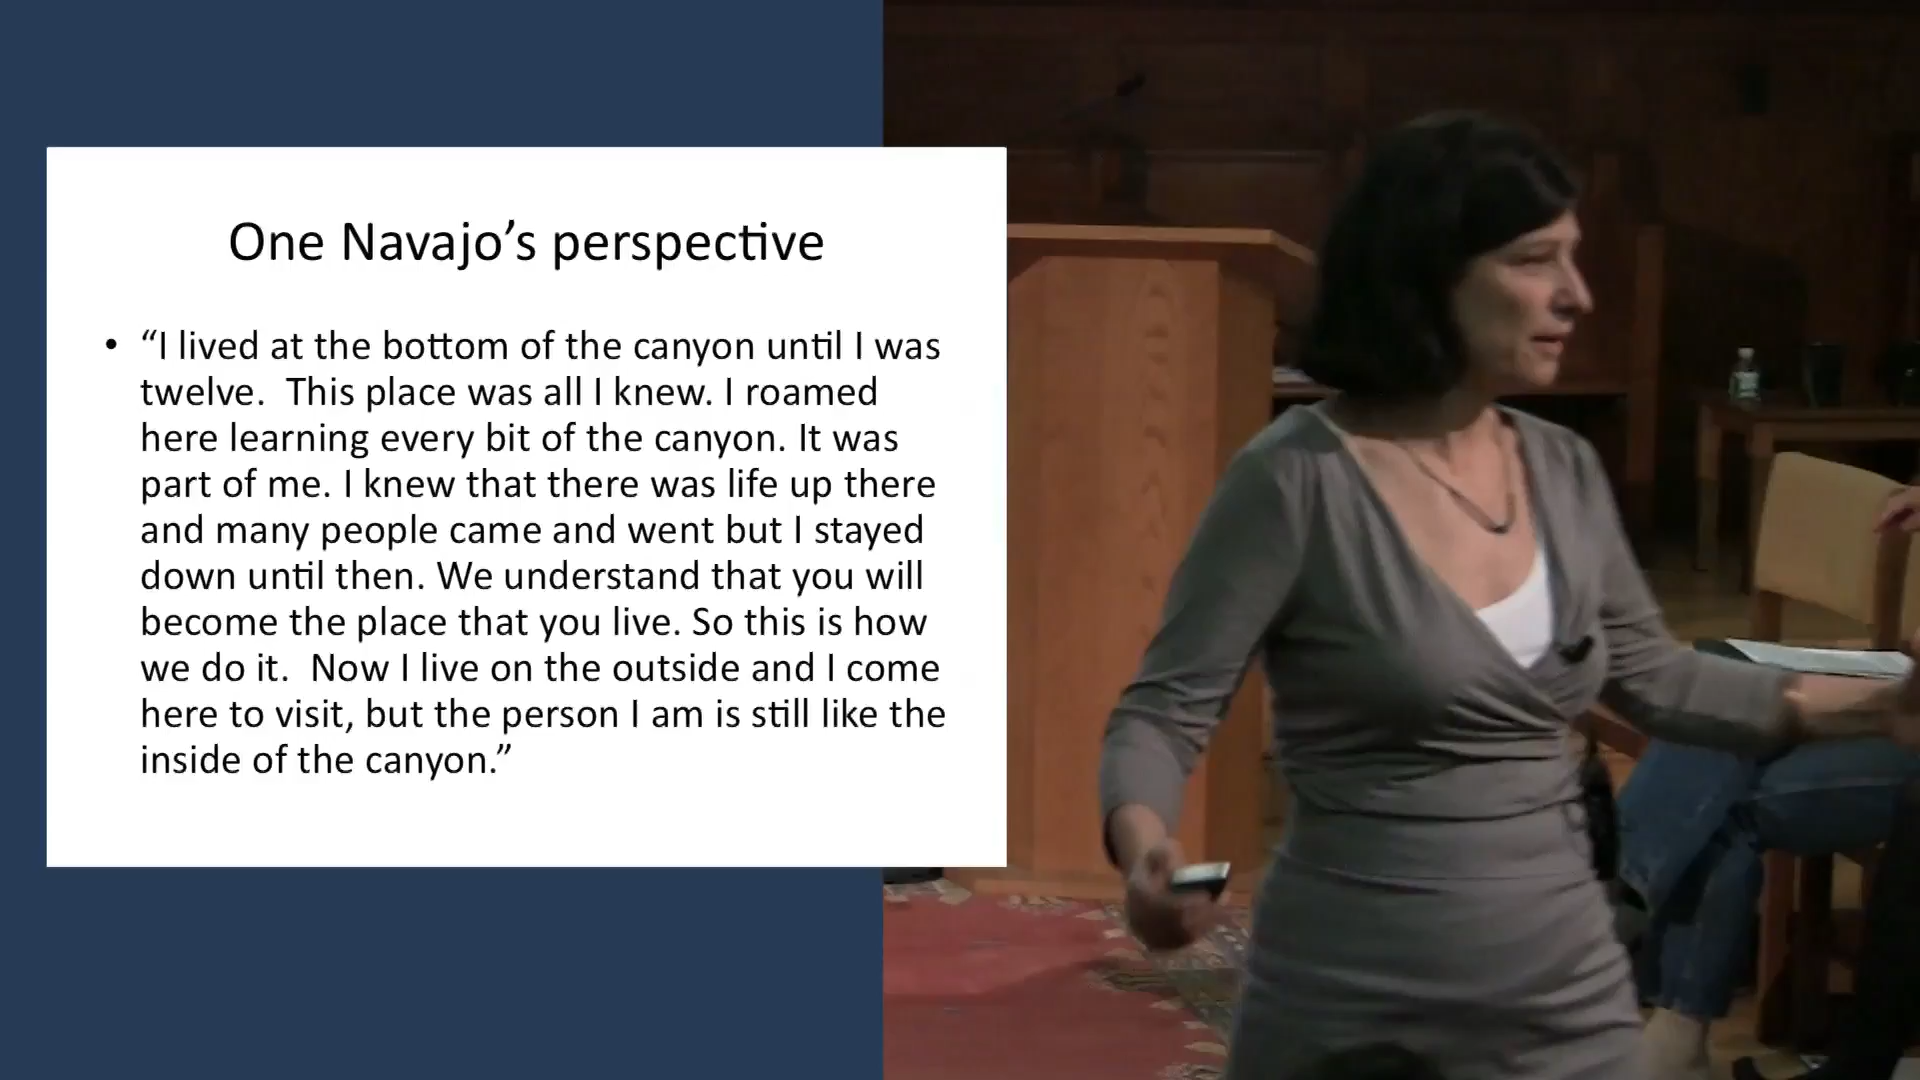 One Navajo’s perspective
• “I lived at the bottom of the canyon until I was
twelve.  This place was all I knew. I roamed
here learning every bit of the canyon. It was
part of me. I knew that there was life up there
and many people came and went but I stayed
down until then. We understand that you will
become the place that you live. So this is how
we do it.  Now I live on the outside and I come
here to visit, but the person I am is still like the
inside of the canyon.”